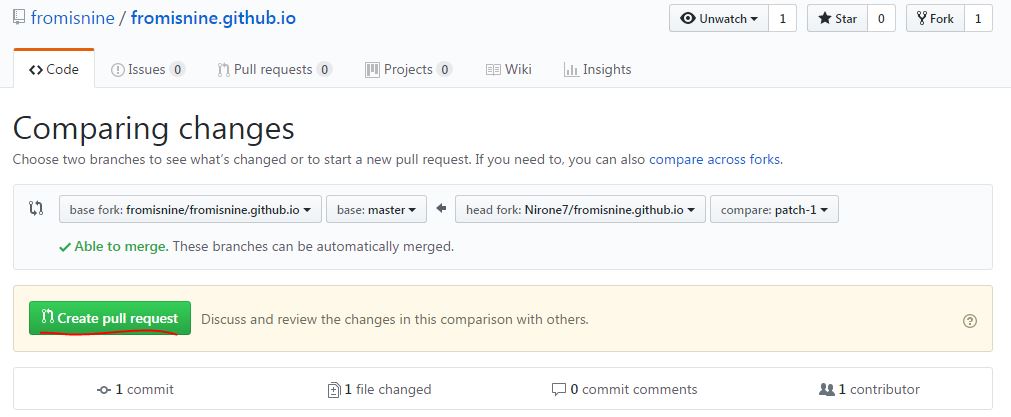 fromisnine / fromisnine.github.io
Unwatch 1 Star 0 Fork 1
Code Issues 0 Pull requests 0 Projects 0 Wiki Insights
Comparing changes
Choose two branches to see what's changed or to start a new pull request. If you need to, you can also compare across forks.
base fork: fromisnine/fromisnine.github.io base: master head fork: Nirone7/fromisnine.github.io compare: patch-1
Able to merge. These branches can be automatically merged.
Create pull request Discuss and review the changes in this comparison with others.
1 commit 1 file changed 0 commit comments 1 contributor